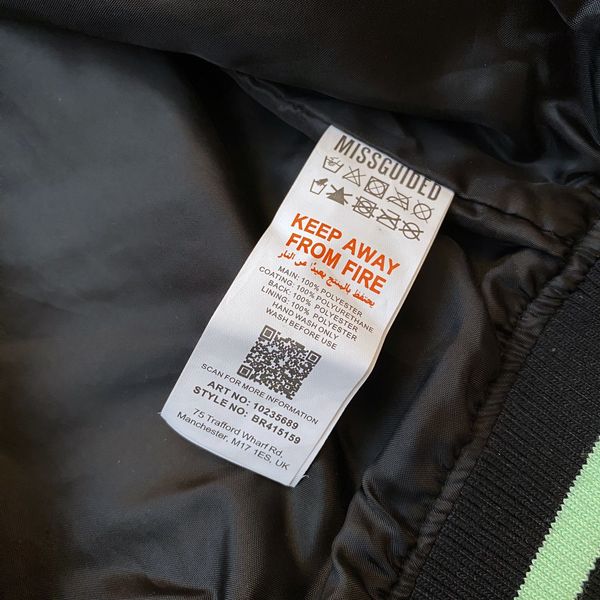 MISSGUIDED
KEEP AWAY
FROM FIRE
يحتفظ بالمنتج بعيداً عن النار
MAIN: 100% POLYESTER
COATING: 100% POLYURETHANE
BACK: 100% POLYESTER
LINING: 100% POLYESTER
HAND WASH ONLY
WASH BEFORE USE
SCAN FOR MORE INFORMATION
ART NO: 10235689
STYLE NO: BR415159
75 Trafford Wharf Rd,
Manchester, M17 1ES, UK